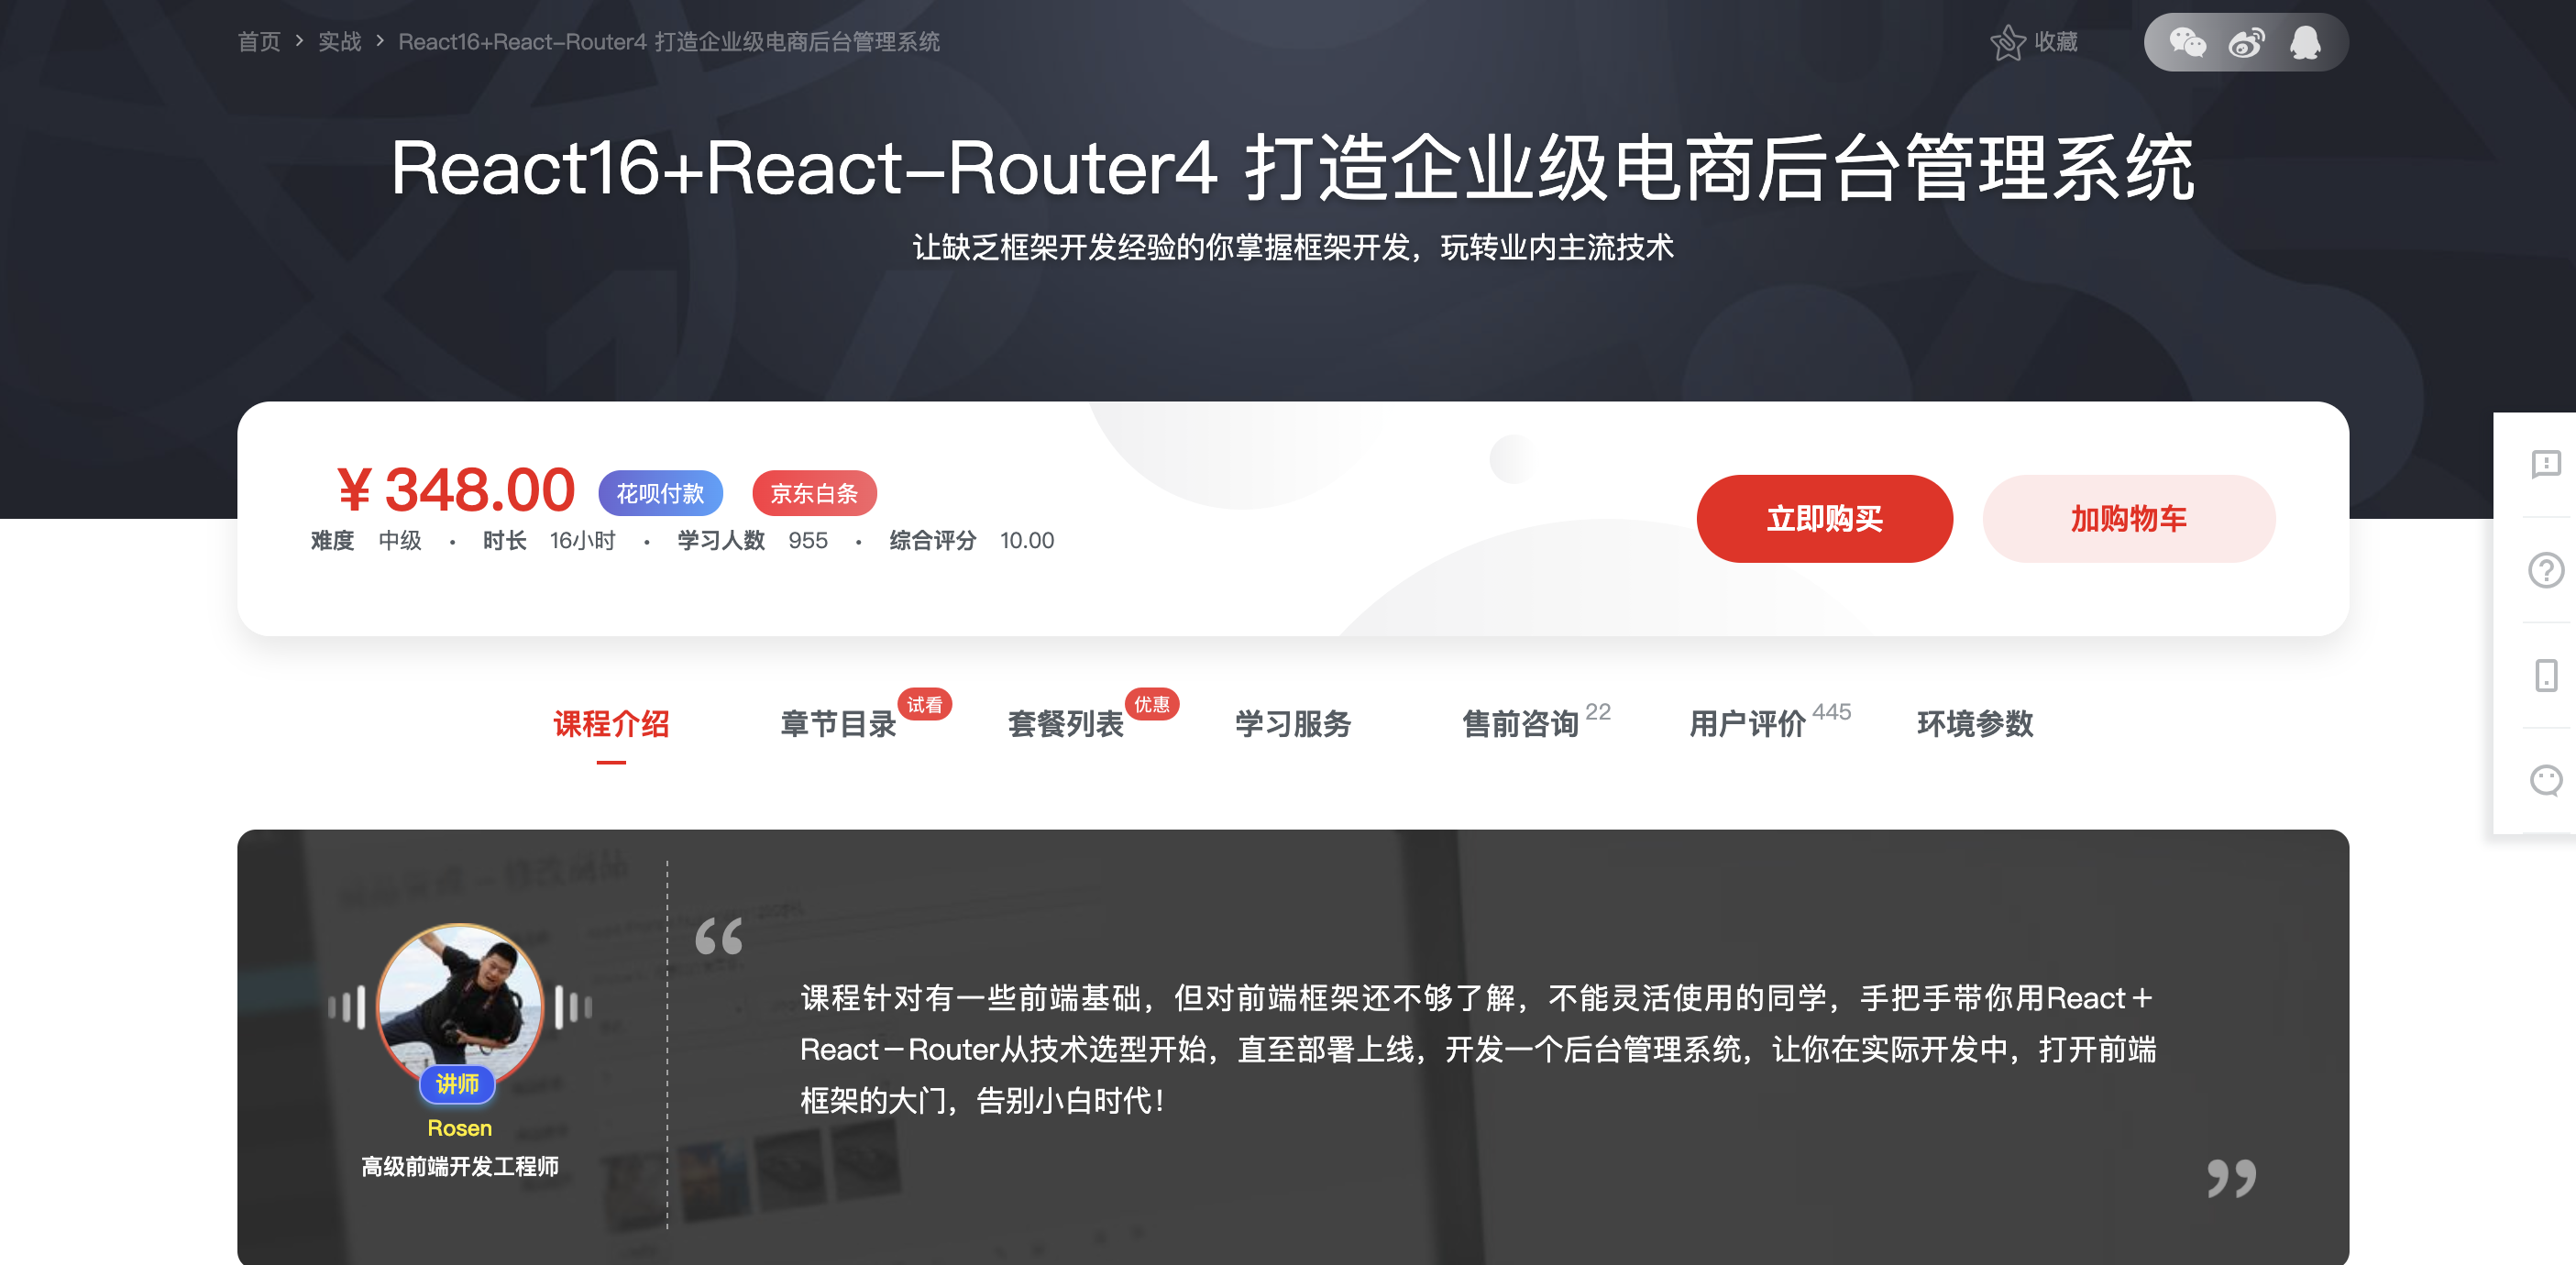 首页 > 实战 > React16+React-Router4 打造企业级电商后台管理系统
收藏
React16+React-Router4 打造企业级电商后台管理系统
让缺乏框架开发经验的你掌握框架开发，玩转业内主流技术
¥ 348.00 花呗付款 京东白条
难度 中级 · 时长 16小时 · 学习人数 955 · 综合评分 10.00
立即购买 加购物车
课程介绍 章节目录 试看 套餐列表 优惠 学习服务 售前咨询 22 用户评价 445 环境参数
“
课程针对有一些前端基础，但对前端框架还不够了解，不能灵活使用的同学，手把手带你用React＋
React－Router从技术选型开始，直至部署上线，开发一个后台管理系统，让你在实际开发中，打开前端
框架的大门，告别小白时代！
”
讲师
Rosen
高级前端开发工程师